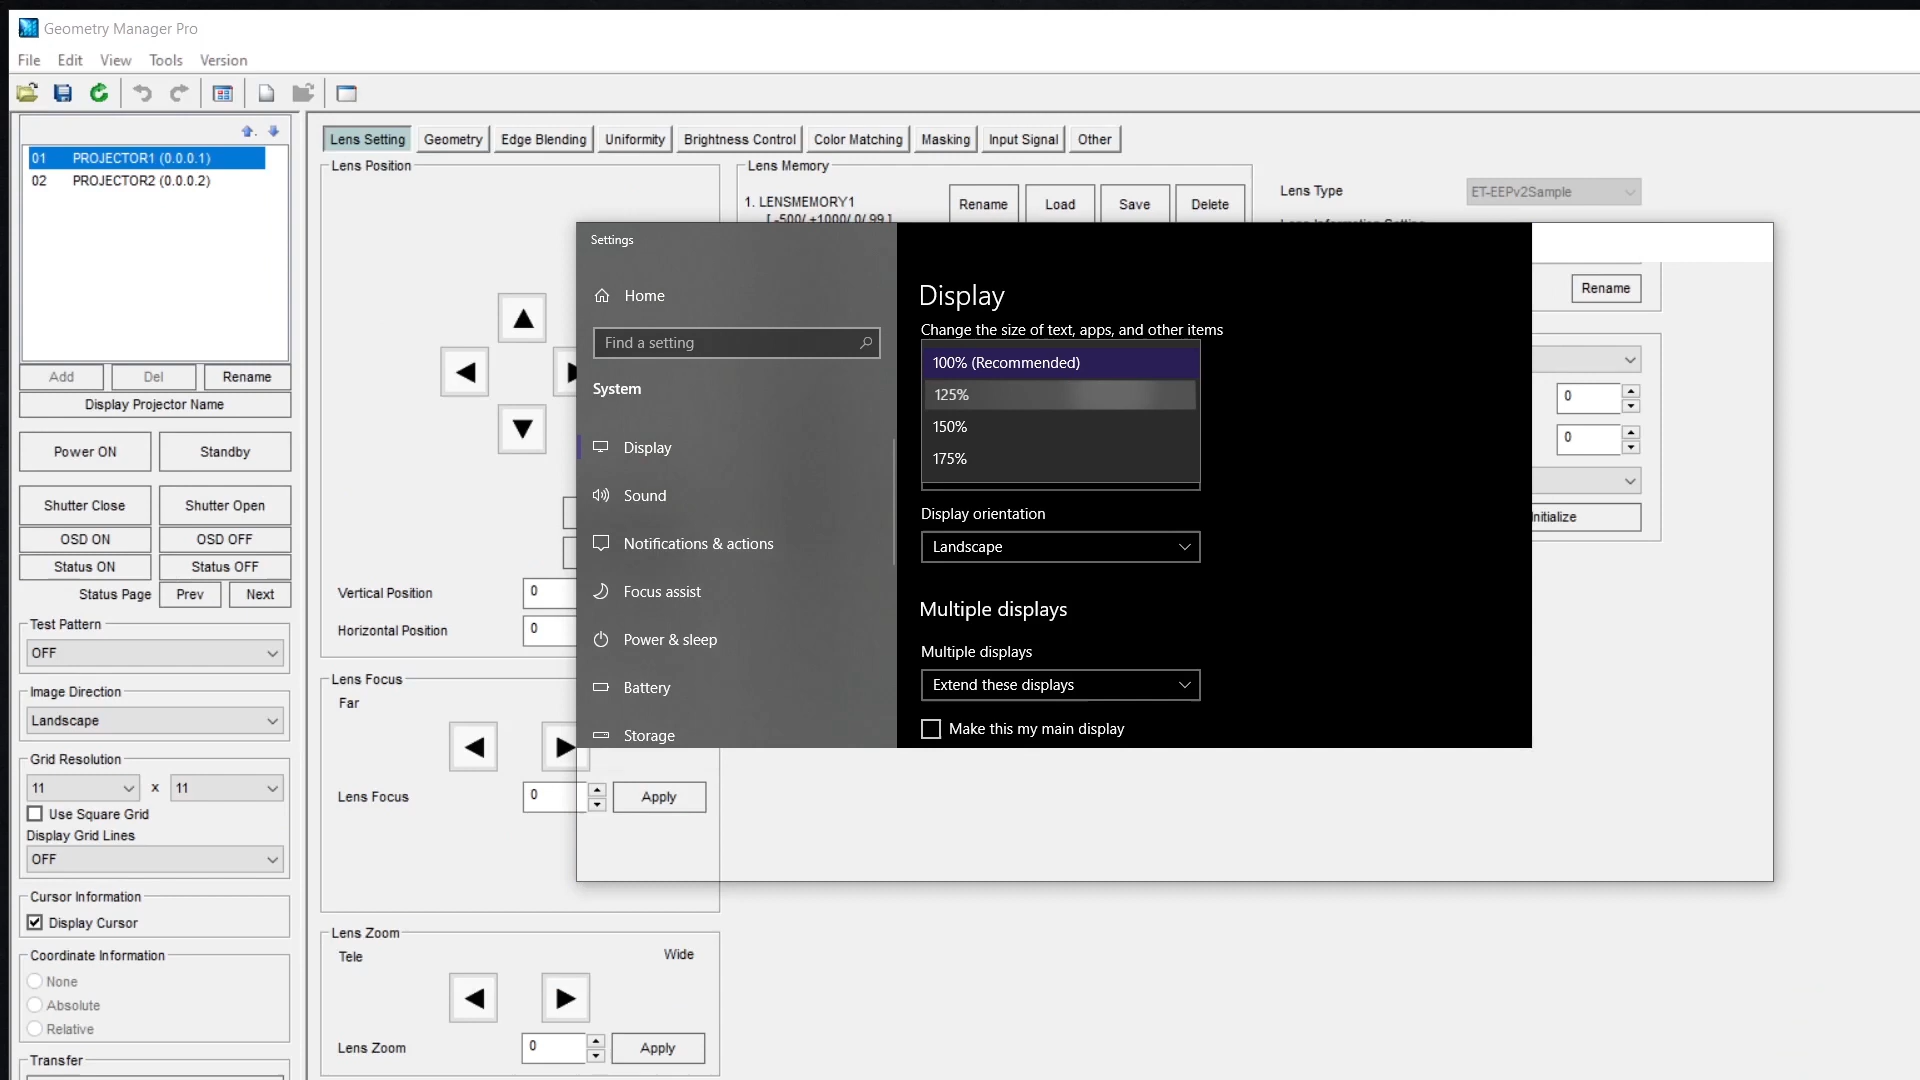 Geometry Manager Pro
File Edit View Tools Version
01 PROJECTOR1 (0.0.0.1)
02 PROJECTOR2 (0.0.0.2)
Add Del Rename
Display Projector Name
Power ON Standby
Shutter Close Shutter Open
OSD ON OSD OFF
Status ON Status OFF
Status Page Prev Next
Test Pattern
OFF
Image Direction
Landscape
Grid Resolution
11 x 11
Use Square Grid
Display Grid Lines
OFF
Cursor Information
Display Cursor
Coordinate Information
None
Absolute
Relative
Transfer
Lens Setting Geometry Edge Blending Uniformity Brightness Control Color Matching Masking Input Signal Other
Lens Position
Vertical Position 0
Horizontal Position 0
Lens Focus
Far
Lens Focus 0 Apply
Lens Zoom
Tele Wide
Lens Zoom 0 Apply
Lens Memory
1. LENSMEMORY1
[ -500/ +1000/ 0/ 99 ]
Rename Load Save Delete
Lens Type ET-EEPv2Sample
Rename
0
0
Settings
Home
Find a setting
System
Display
Sound
Notifications & actions
Focus assist
Power & sleep
Battery
Storage
Display
Change the size of text, apps, and other items
100% (Recommended)
125%
150%
175%
Display orientation
Landscape
Multiple displays
Multiple displays
Extend these displays
Make this my main display